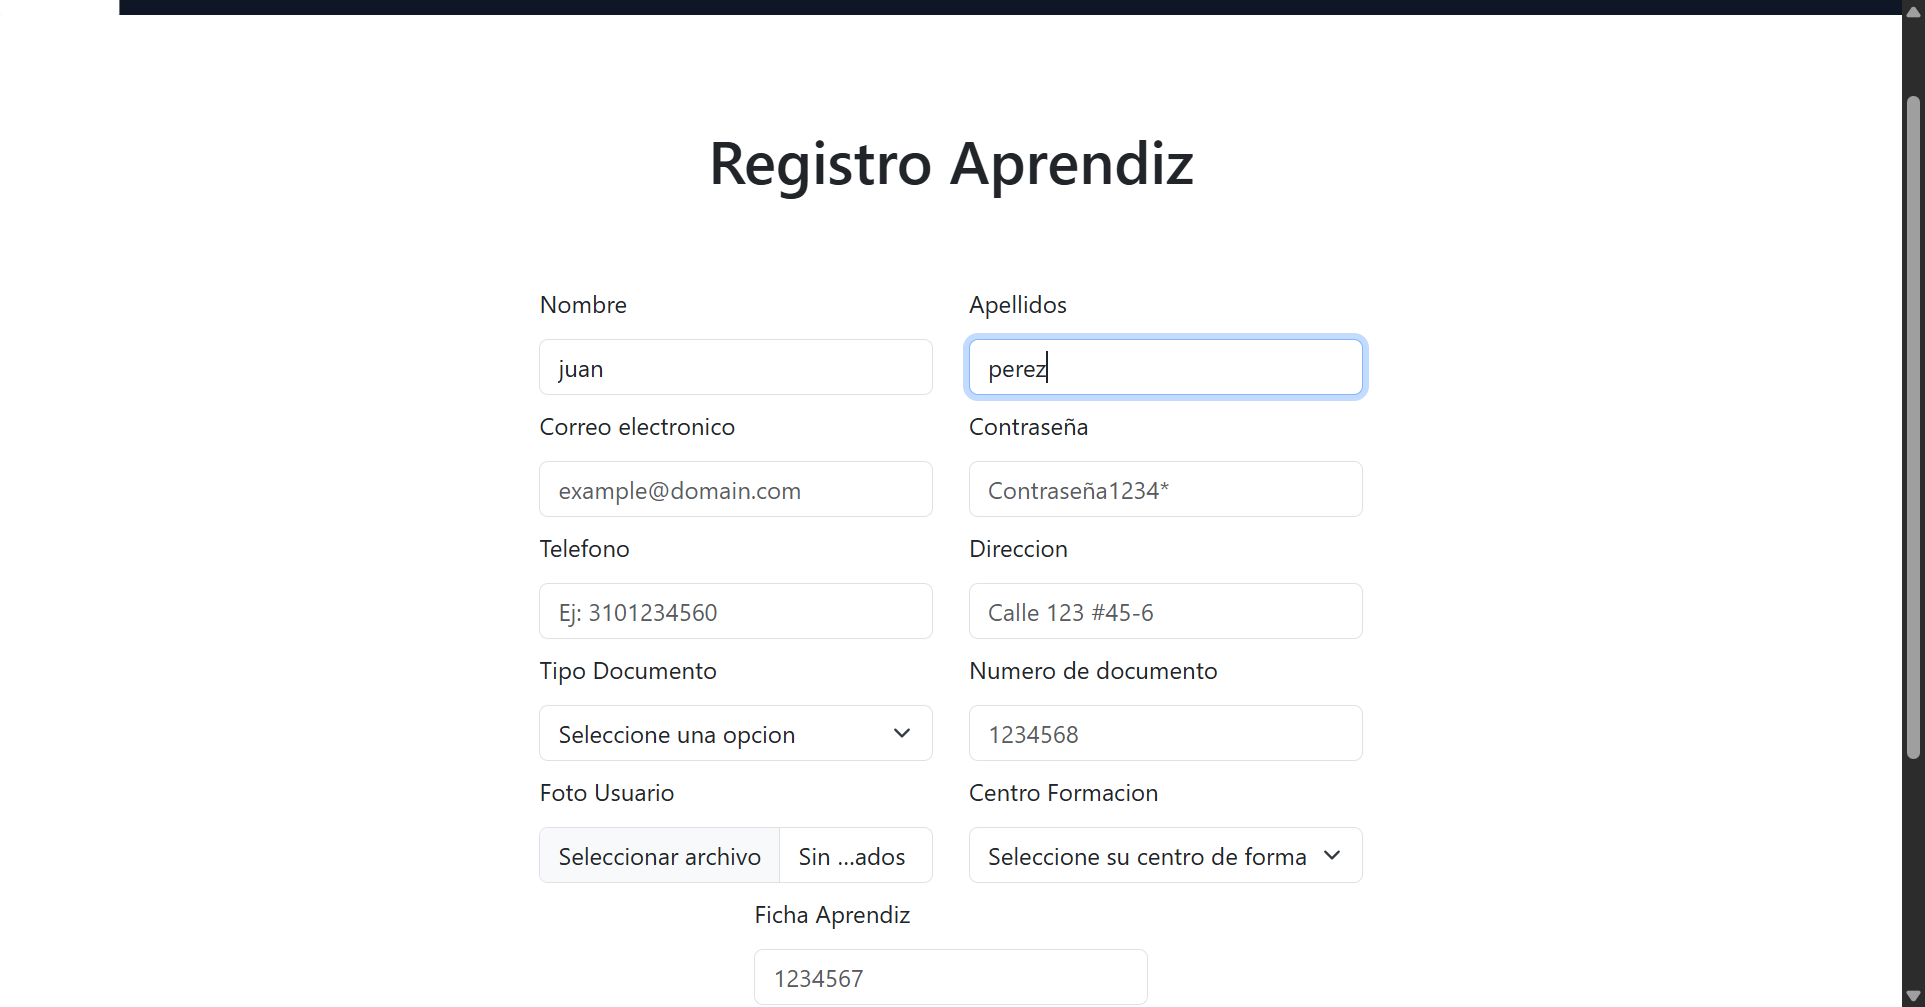 Registro Aprendiz
Nombre Apellidos
juan perez
Correo electronico Contraseña
example@domain.com Contraseña1234*
Telefono Direccion
Ej: 3101234560 Calle 123 #45-6
Tipo Documento Numero de documento
Seleccione una opcion 1234568
Foto Usuario Centro Formacion
Seleccionar archivo Sin ...ados Seleccione su centro de forma
Ficha Aprendiz
1234567